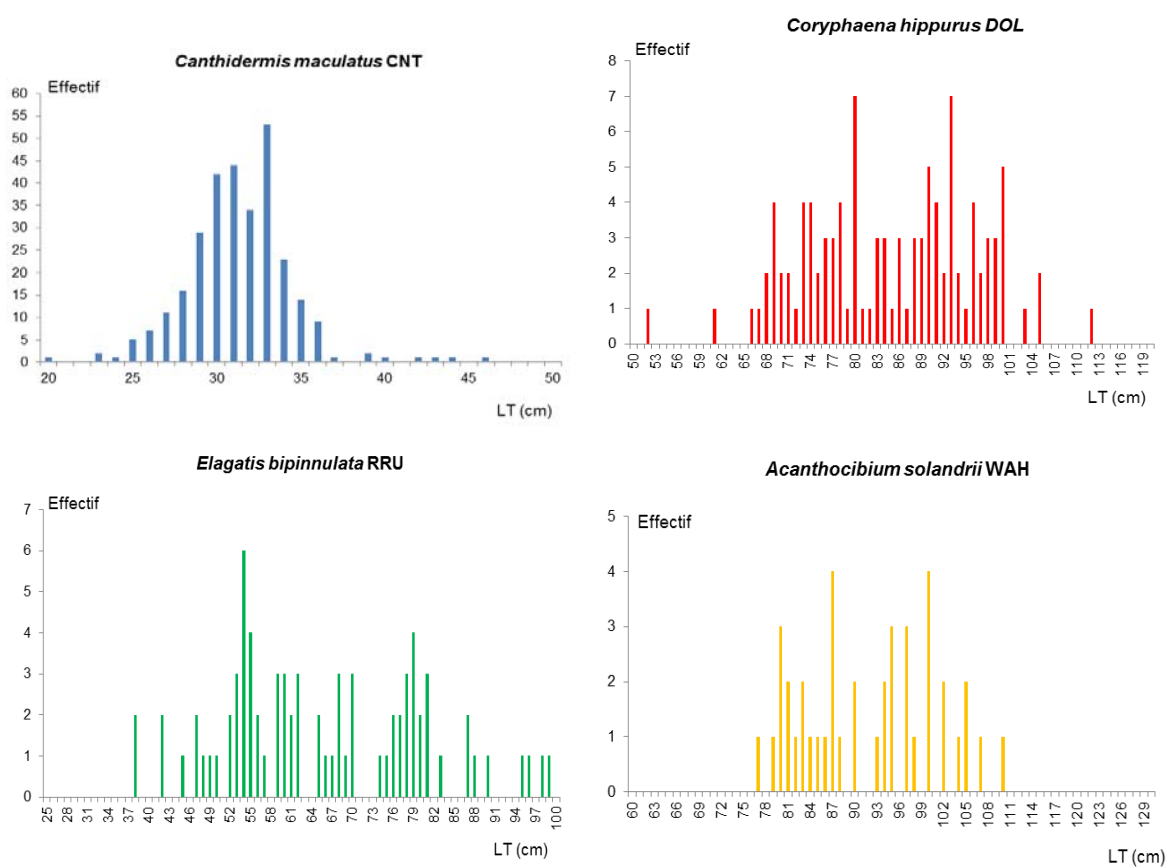 Canthidermis maculatus CNT
Effectif
60
55
50
45
40
35
30
25
20
15
10
5
0
20 25 30 35 40 45 50
LT (cm)
Coryphaena hippurus DOL
Effectif
8
7
6
5
4
3
2
1
0
50 53 56 59 62 65 68 71 74 77 80 83 86 89 92 95 98 101 104 107 110 113 116 119
LT (cm)
Elagatis bipinnulata RRU
Effectif
7
6
5
4
3
2
1
0
25 28 31 34 37 40 43 46 49 52 55 58 61 64 67 70 73 76 79 82 85 88 91 94 97 100
LT (cm)
Acanthocibium solandrii WAH
Effectif
5
4
3
2
1
0
60 63 66 69 72 75 78 81 84 87 90 93 96 99 102 105 108 111 114 117 120 123 126 129
LT (cm)